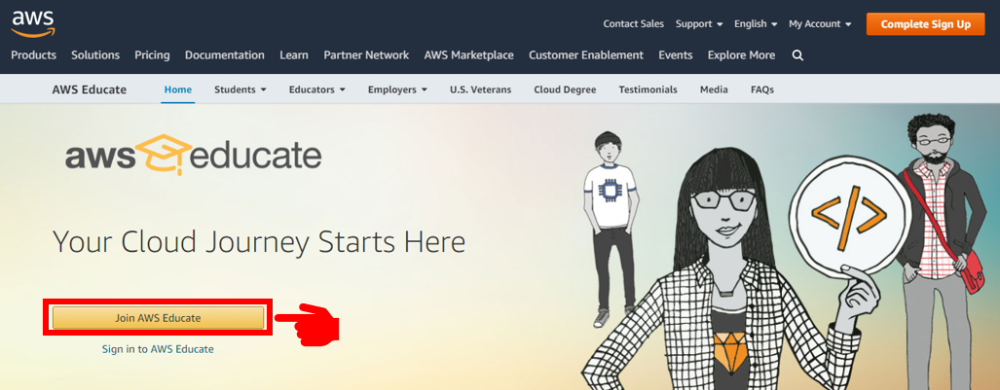 aws
Contact Sales Support English My Account Complete Sign Up
Products Solutions Pricing Documentation Learn Partner Network AWS Marketplace Customer Enablement Events Explore More
AWS Educate Home Students Educators Employers U.S. Veterans Cloud Degree Testimonials Media FAQs
aws educate
</>
Your Cloud Journey Starts Here
Join AWS Educate
Sign in to AWS Educate